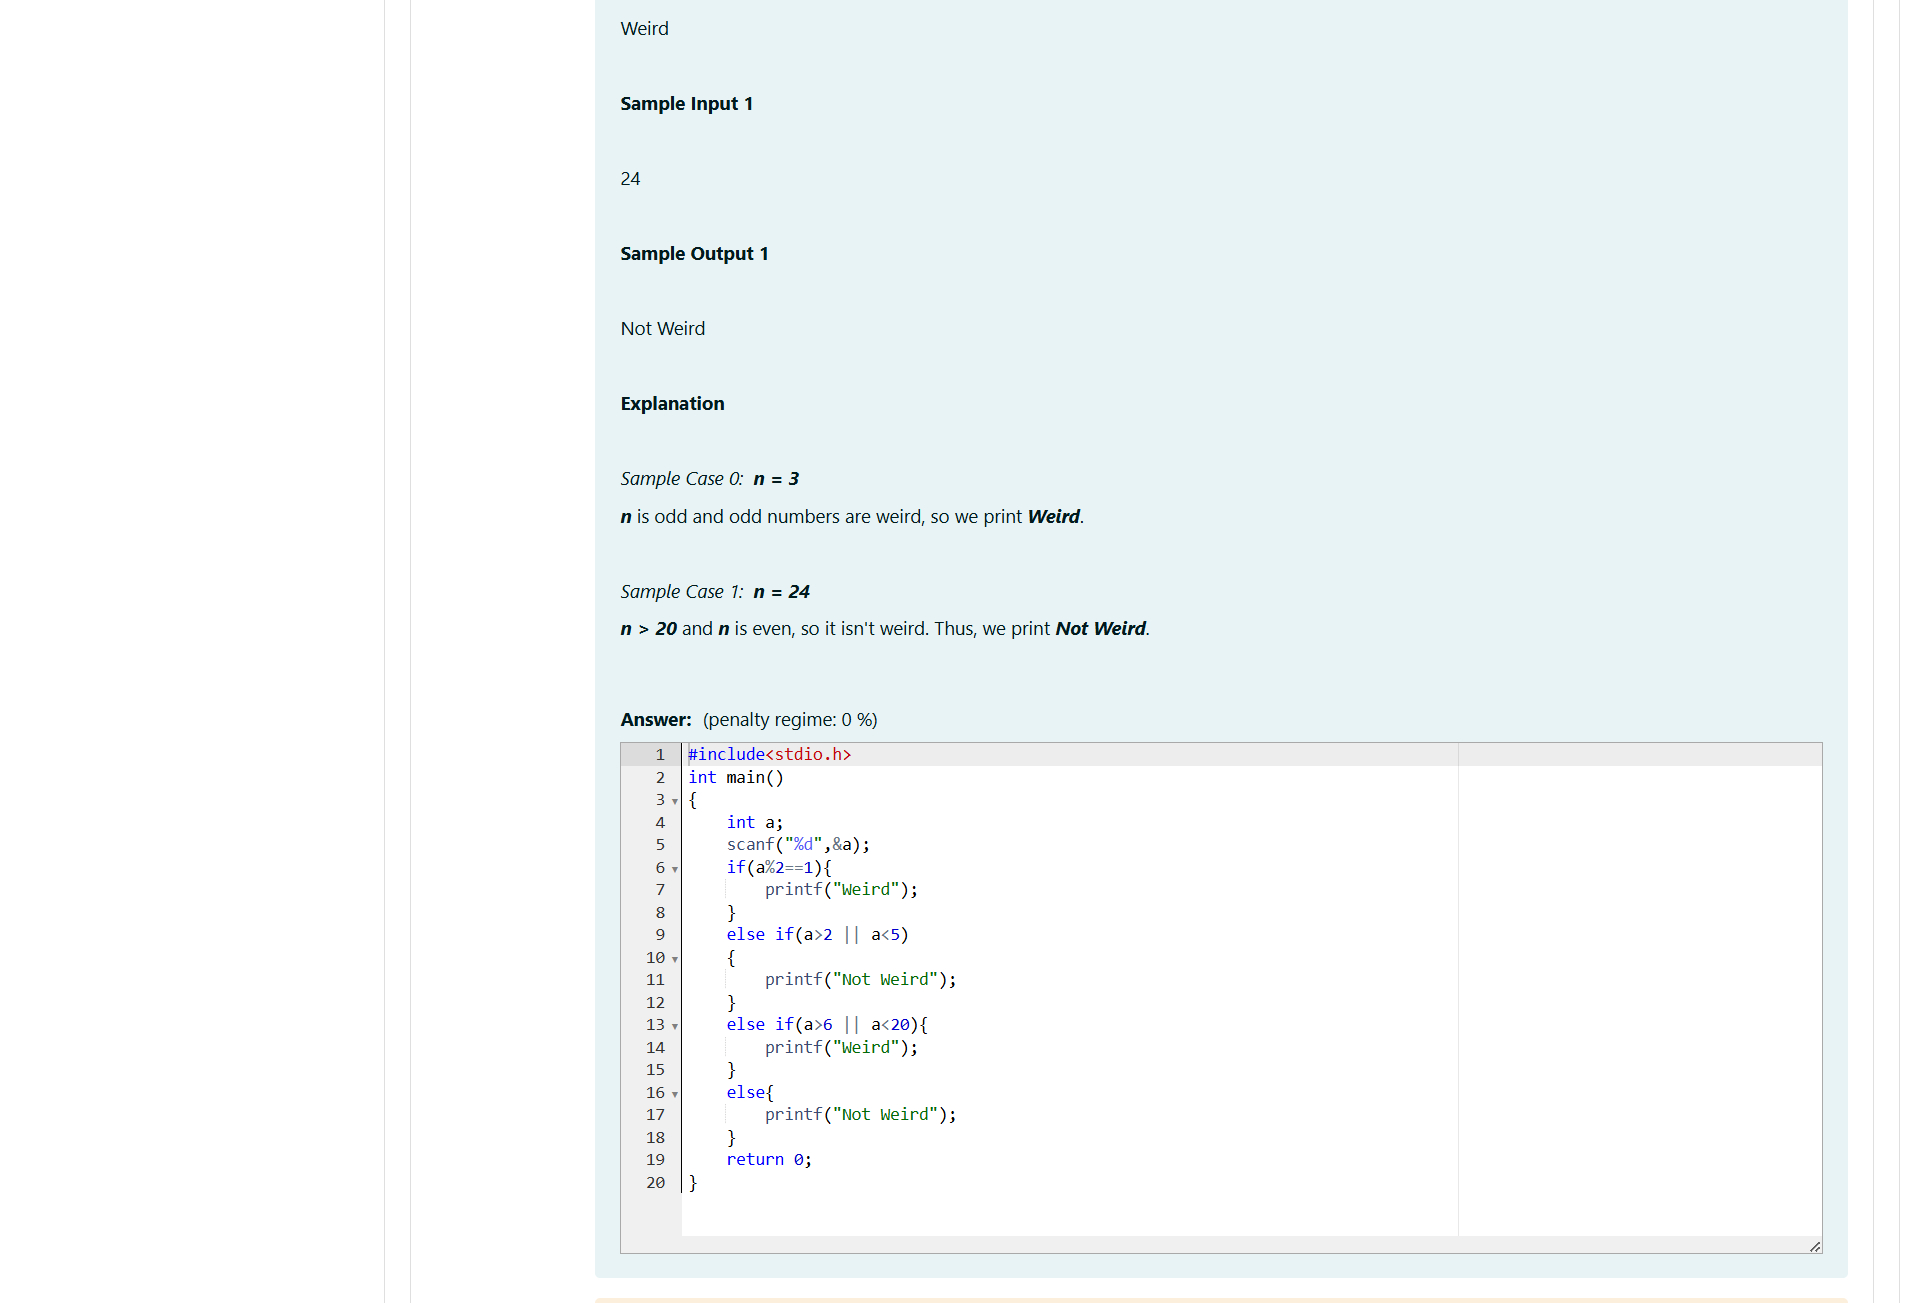 Weird
Sample Input 1
24
Sample Output 1
Not Weird
Explanation
Sample Case 0: n = 3
n is odd and odd numbers are weird, so we print Weird.
Sample Case 1: n = 24
n > 20 and n is even, so it isn't weird. Thus, we print Not Weird.
Answer: (penalty regime: 0 %)
1 #include<stdio.h>
2 int main()
3 {
4     int a;
5     scanf("%d",&a);
6     if(a%2==1){
7         printf("Weird");
8     }
9     else if(a>2 || a<5)
10     {
11         printf("Not Weird");
12     }
13     else if(a>6 || a<20){
14         printf("Weird");
15     }
16     else{
17         printf("Not Weird");
18     }
19     return 0;
20 }